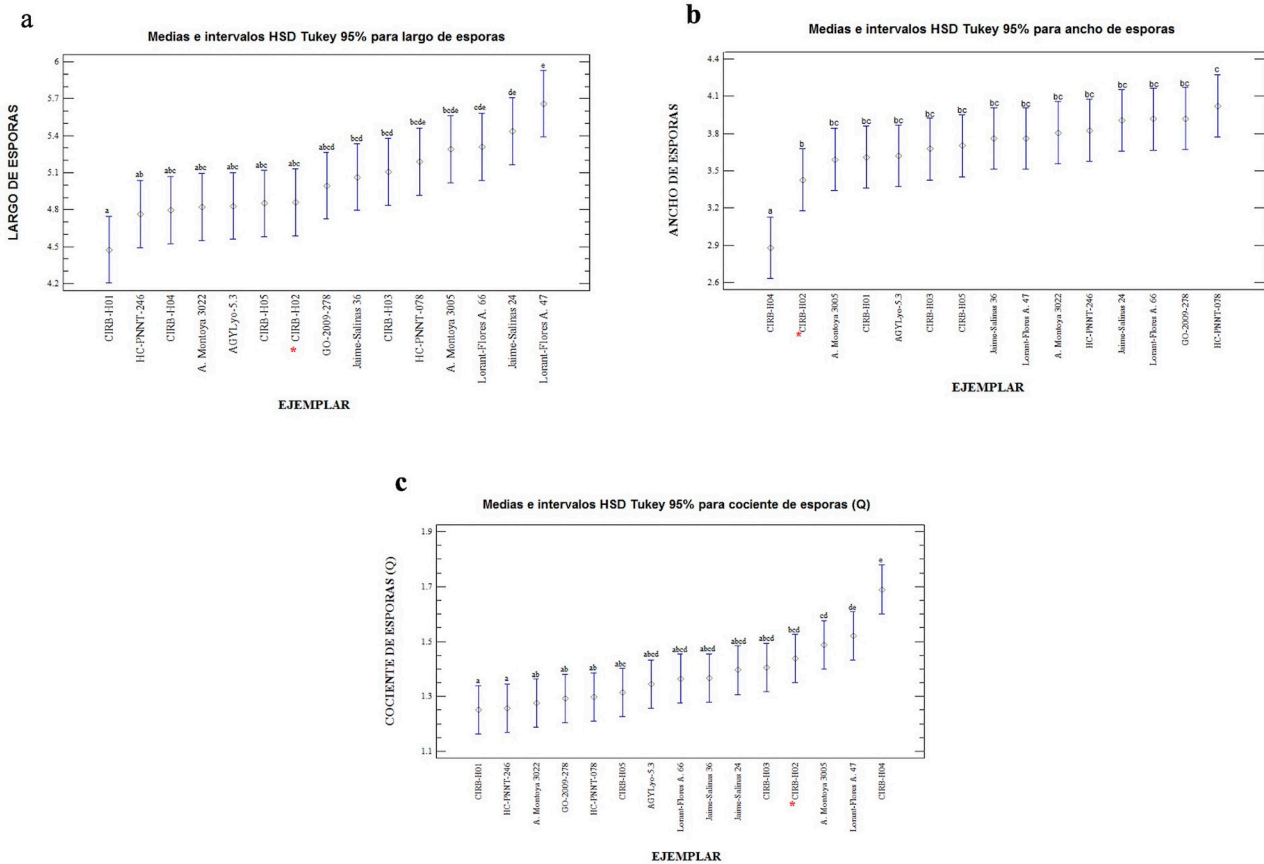 a
Medias e intervalos HSD Tukey 95% para largo de esporas
LARGO DE ESPORAS
6
5.7
5.4
5.1
4.8
4.5
4.2
a
ab
abc
abc
abc
abc
abc
abcd
bcd
bcd
bcde
bcde
cde
de
e
CIRB-H01
HC-PNNT-246
CIRB-H04
A. Montoya 3022
AGYLyo-5.3
CIRB-H05
* CIRB-H02
GO-2009-278
Jaime-Salinas 36
CIRB-H03
HC-PNNT-078
A. Montoya 3005
Lorant-Flores A. 66
Jaime-Salinas 24
Lorant-Flores A. 47
EJEMPLAR
b
Medias e intervalos HSD Tukey 95% para ancho de esporas
ANCHO DE ESPORAS
4.4
4.1
3.8
3.5
3.2
2.9
2.6
a
b
bc
bc
bc
bc
bc
bc
bc
bc
bc
bc
bc
bc
c
CIRB-H04
*CIRB-H02
A. Montoya 3005
CIRB-H01
AGYLyo-5.3
CIRB-H03
CIRB-H05
Jaime-Salinas 36
Lorant-Flores A. 47
A. Montoya 3022
HC-PNNT-246
Jaime-Salinas 24
Lorant-Flores A. 66
GO-2009-278
HC-PNNT-078
EJEMPLAR
c
Medias e intervalos HSD Tukey 95% para cociente de esporas (Q)
COCIENTE DE ESPORAS (Q)
1.9
1.7
1.5
1.3
1.1
a
a
ab
ab
ab
abc
abcd
abcd
abcd
abcd
abcd
bcd
cd
de
e
CIRB-H01
HC-PNNT-246
A. Montoya 3022
GO-2009-278
HC-PNNT-078
CIRB-H05
AGYLyo-5.3
Lorant-Flores A. 66
Jaime-Salinas 36
Jaime-Salinas 24
CIRB-H03
*CIRB-H02
A. Montoya 3005
Lorant-Flores A. 47
CIRB-H04
EJEMPLAR